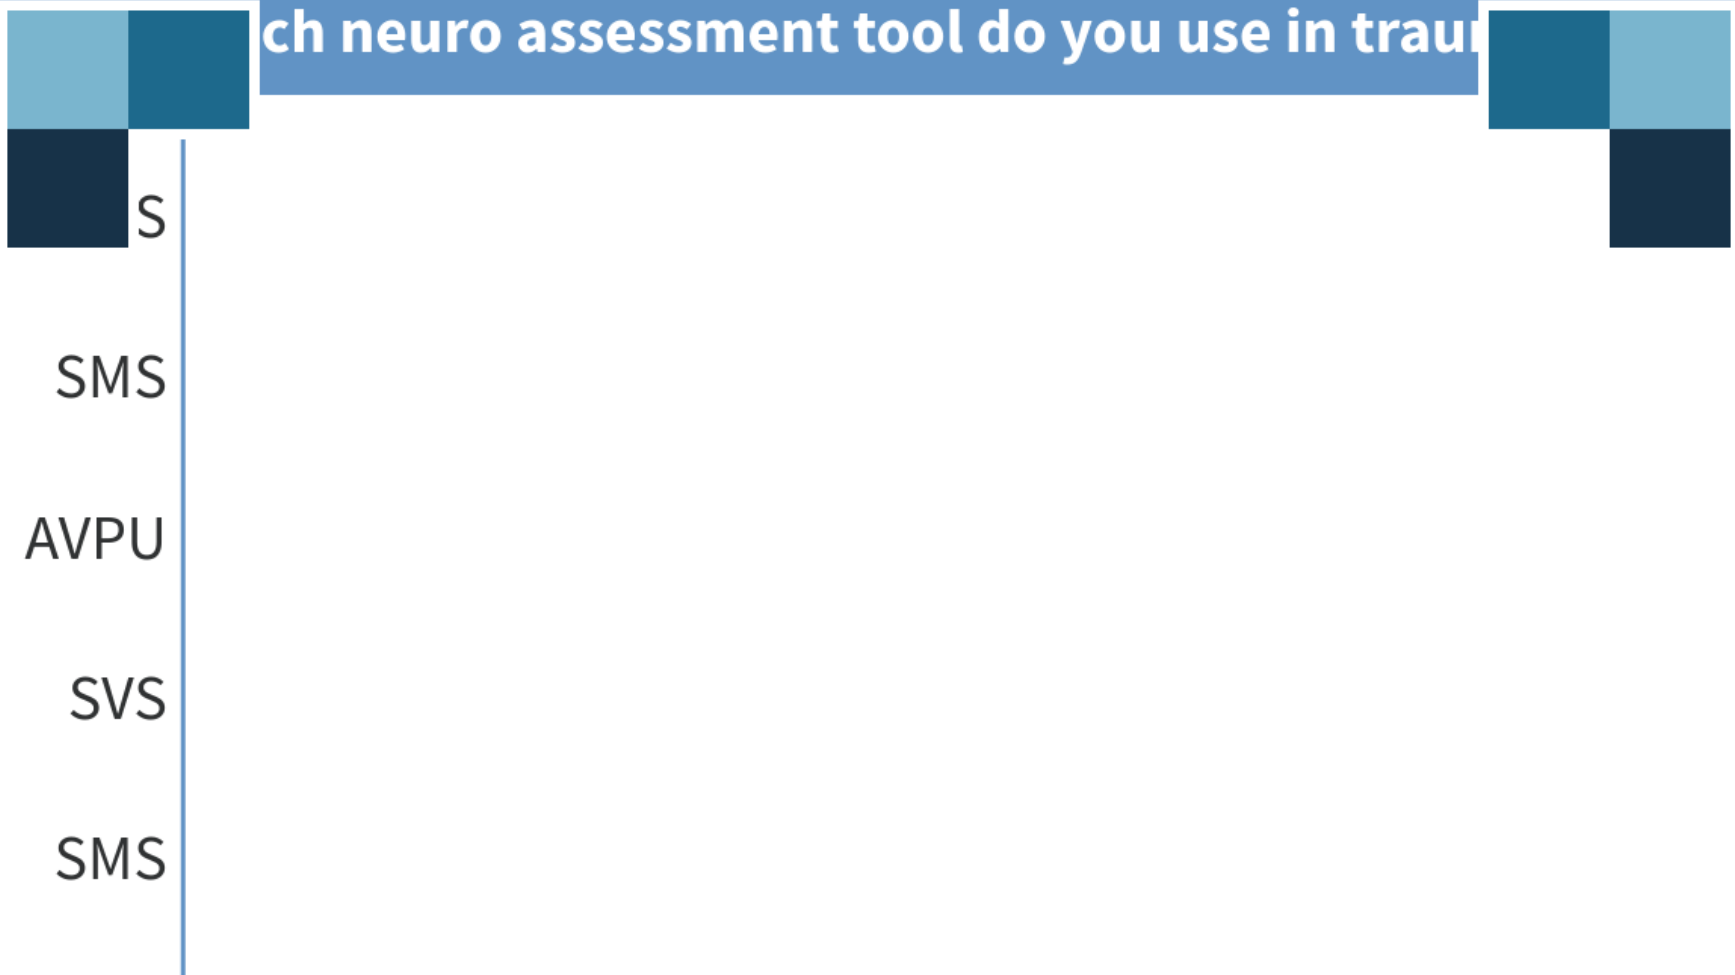 ch neuro assessment tool do you use in trau
S
SMS
AVPU
SVS
SMS